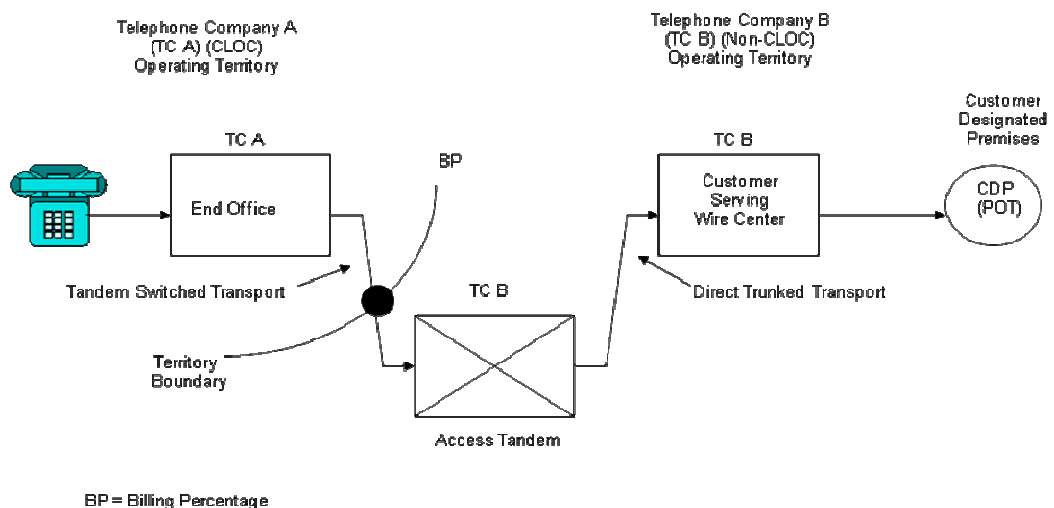 Telephone Company A
(TC A) (CLOC)
Operating Territory
Telephone Company B
(TC B) (Non-CLOC)
Operating Territory
Customer
Designated
Premises
TC A
BP
TC B
End Office
Customer
Serving
Wire Center
CDP
(POT)
Tandem Switched Transport
TC B
Direct Trunked Transport
Territory
Boundary
Access Tandem
BP = Billing Percentage